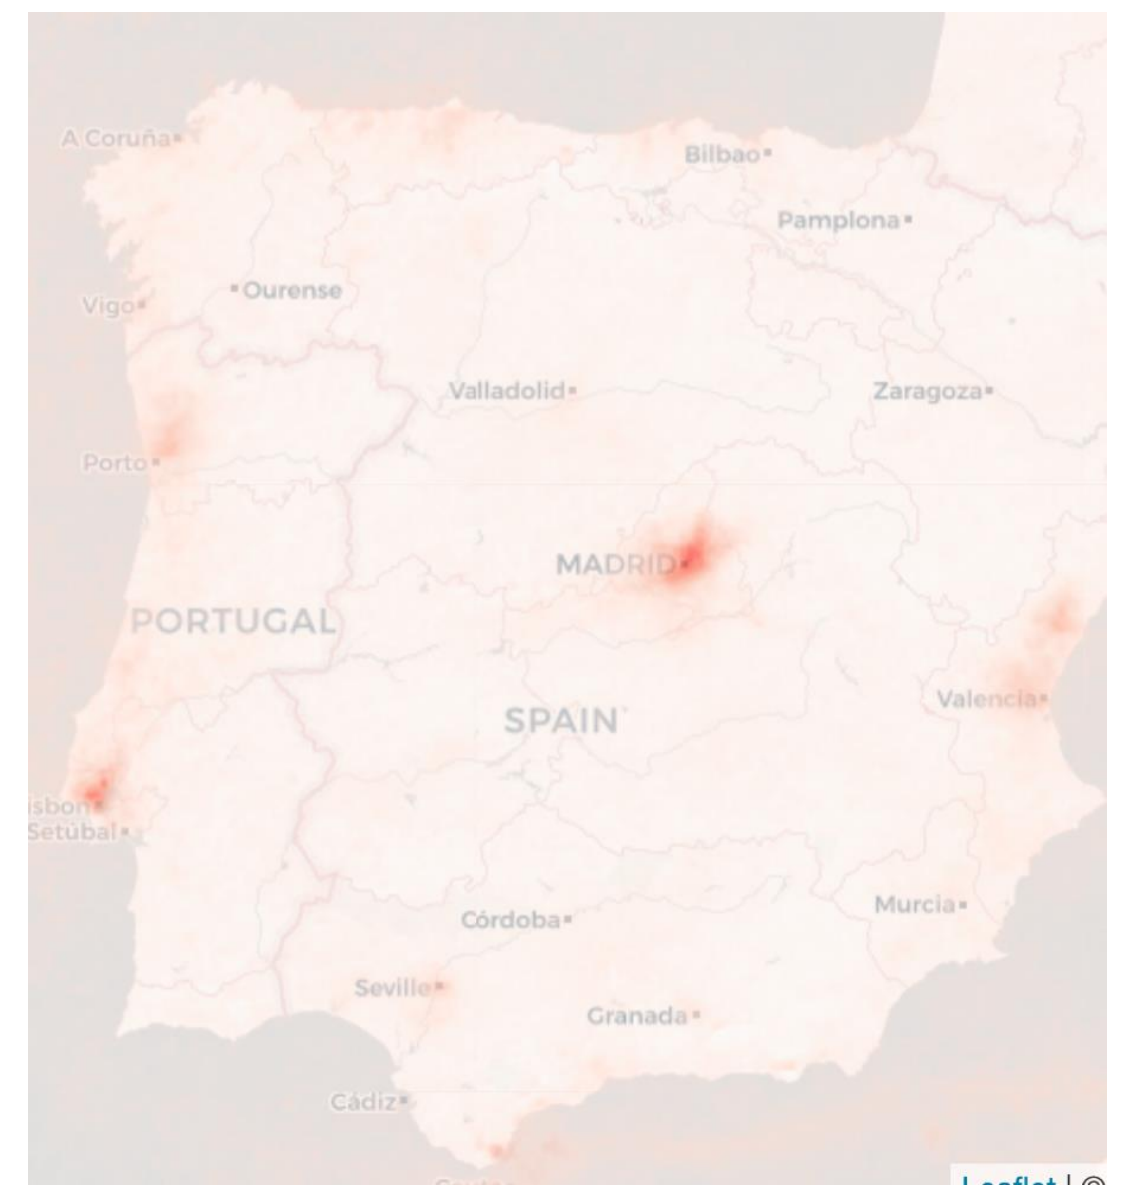 A Coruña
Bilbao
Pamplona
Ourense
Vigo
Valladolid
Zaragoza
Porto
MADRID
PORTUGAL
Valencia
SPAIN
isbon
Setúbal
Murcia
Córdoba
Seville
Granada
Cádiz
Leaflet | ©